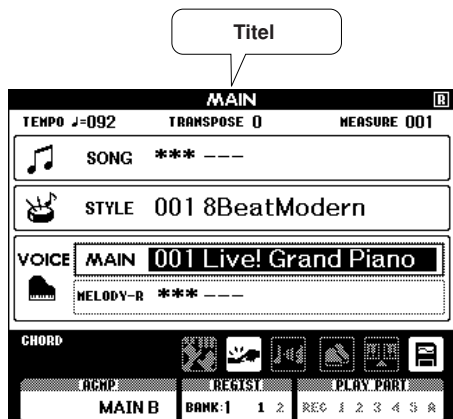 Titel
MAIN R
TEMPO ♩=092 TRANSPOSE 0 MEASURE 001
SONG *** ---
STYLE 001 8BeatModern
VOICE MAIN 001 Live! Grand Piano
MELODY-R *** ---
CHORD
ACMP REGIST PLAY PART
MAIN B BANK:1 1 2 REC 1 2 3 4 5 A